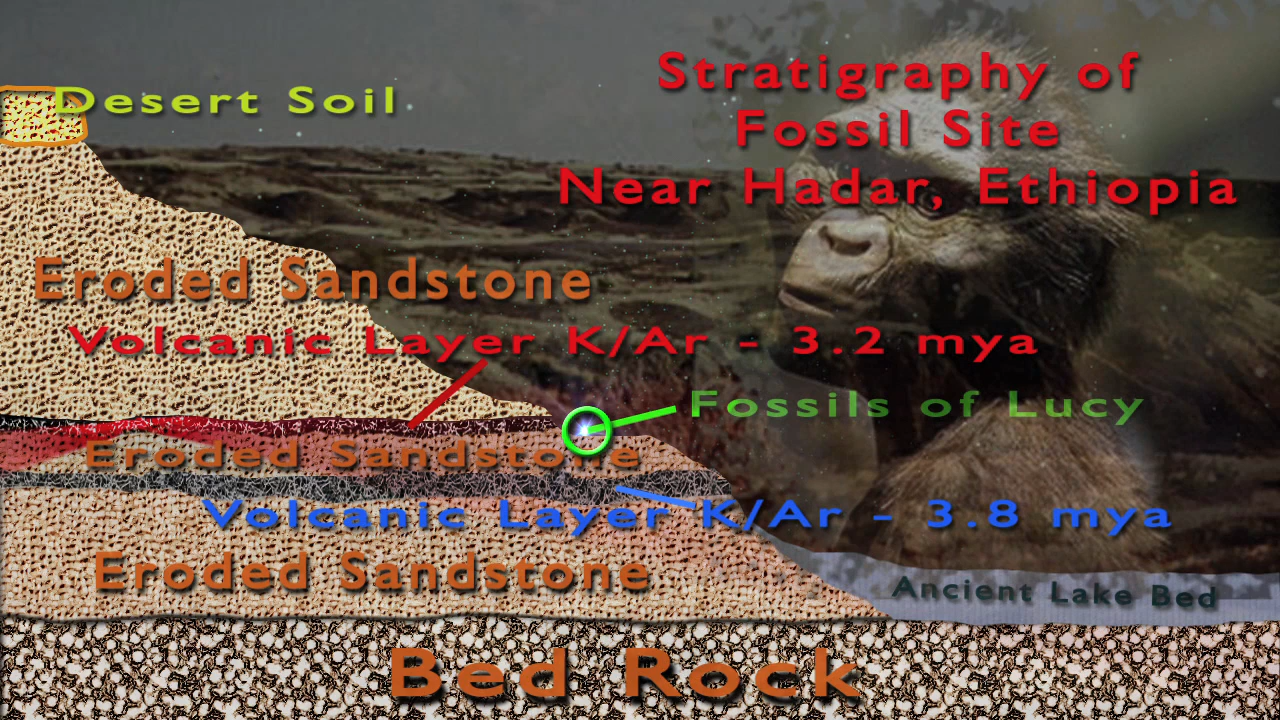 Stratigraphy of
Fossil Site
Near Hadar, Ethiopia
Desert Soil
Eroded Sandstone
Volcanic Layer K/Ar - 3.2 mya
Fossils of Lucy
Eroded Sandstone
Volcanic Layer K/Ar - 3.8 mya
Eroded Sandstone
Ancient Lake Bed
Bed Rock